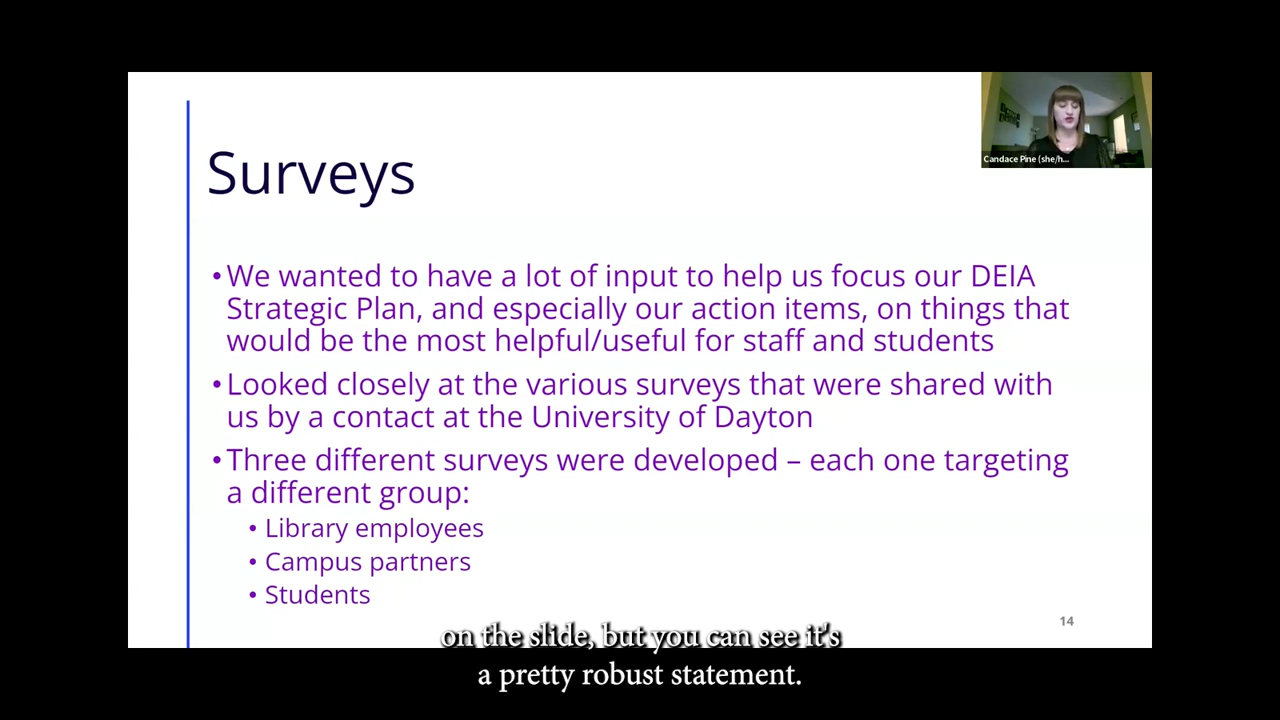 Candace Pine (she/h...
Surveys
• We wanted to have a lot of input to help us focus our DEIA
Strategic Plan, and especially our action items, on things that
would be the most helpful/useful for staff and students
• Looked closely at the various surveys that were shared with
us by a contact at the University of Dayton
• Three different surveys were developed – each one targeting
a different group:
• Library employees
• Campus partners
• Students
14
on the slide, but you can see it's
a pretty robust statement.